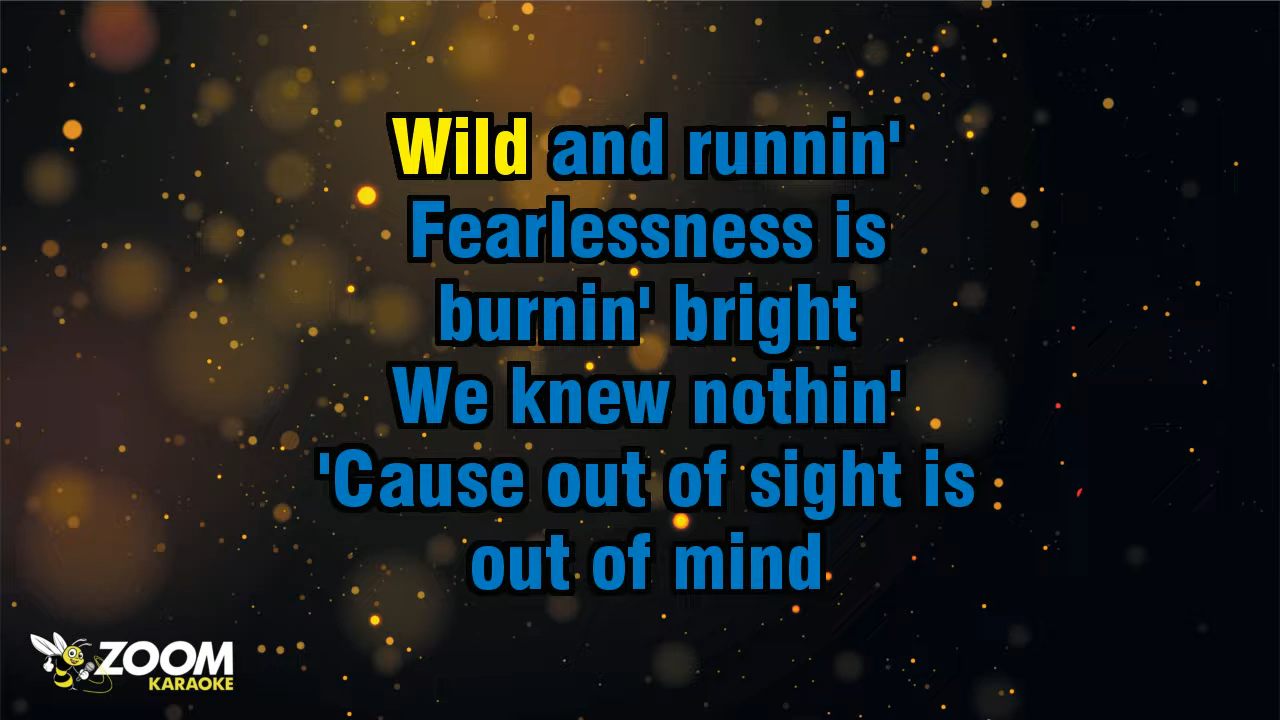 Wild and runnin'
Fearlessness is
burnin' bright
We knew nothin'
'Cause out of sight is
out of mind
ZOOM
KARAOKE